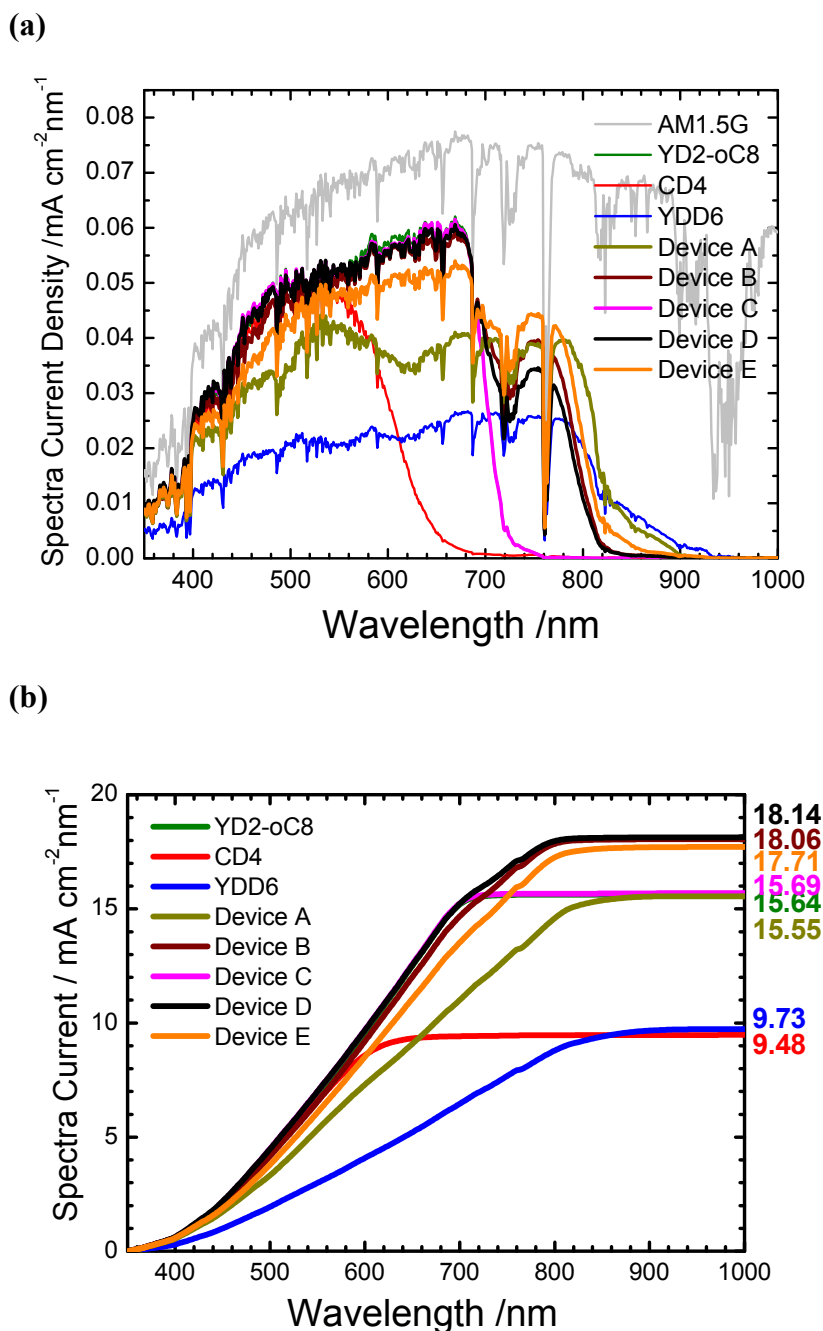 (a)
Spectra Current Density /mA cm-2nm-1
0.08
0.07
0.06
0.05
0.04
0.03
0.02
0.01
0.00
AM1.5G
YD2-oC8
CD4
YDD6
Device A
Device B
Device C
Device D
Device E
400 500 600 700 800 900 1000
Wavelength /nm
(b)
Spectra Current / mA cm-2nm-1
20
15
10
5
0
YD2-oC8
CD4
YDD6
Device A
Device B
Device C
Device D
Device E
18.14
18.06
17.71
15.69
15.64
15.55
9.73
9.48
400 500 600 700 800 900 1000
Wavelength /nm